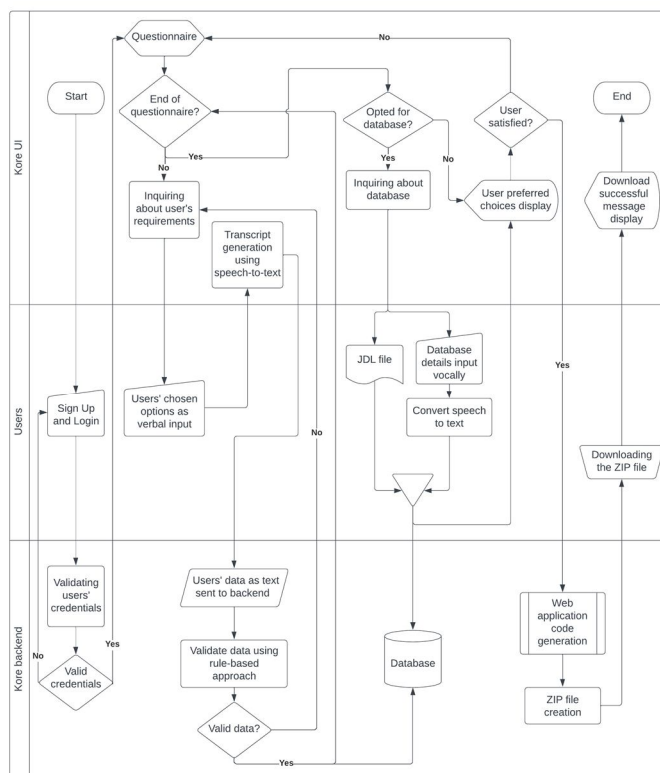 Kore UI
Questionnaire
No
Start
End of
questionnaire?
Opted for
database?
User
satisfied?
End
Yes
No
Yes
No
Inquiring
about user's
requirements
Inquiring about
database
User preferred
choices display
Download
successful
message
display
Transcript
generation
using
speech-to-text
Users
JDL file
Database
details input
vocally
Yes
Sign Up
and Login
Users' chosen
options as
verbal input
Convert speech
to text
No
Downloading
the ZIP file
Kore backend
Validating
users'
credentials
Users' data as text
sent to backend
Web
application
code
generation
Yes
No
Valid
credentials
Validate data using
rule-based
approach
Database
ZIP file
creation
Valid data?
Yes